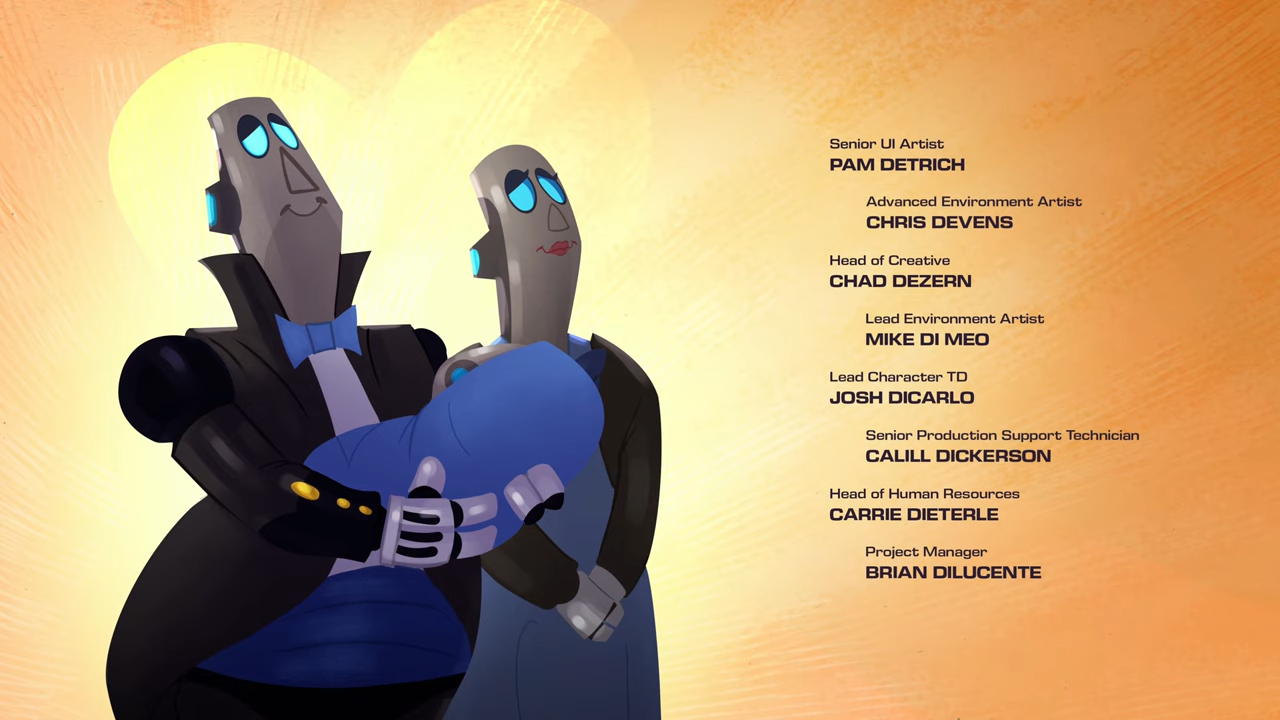 Senior UI Artist
PAM DETRICH
Advanced Environment Artist
CHRIS DEVENS
Head of Creative
CHAD DEZERN
Lead Environment Artist
MIKE DI MEO
Lead Character TD
JOSH DICARLO
Senior Production Support Technician
CALILL DICKERSON
Head of Human Resources
CARRIE DIETERLE
Project Manager
BRIAN DILUCENTE